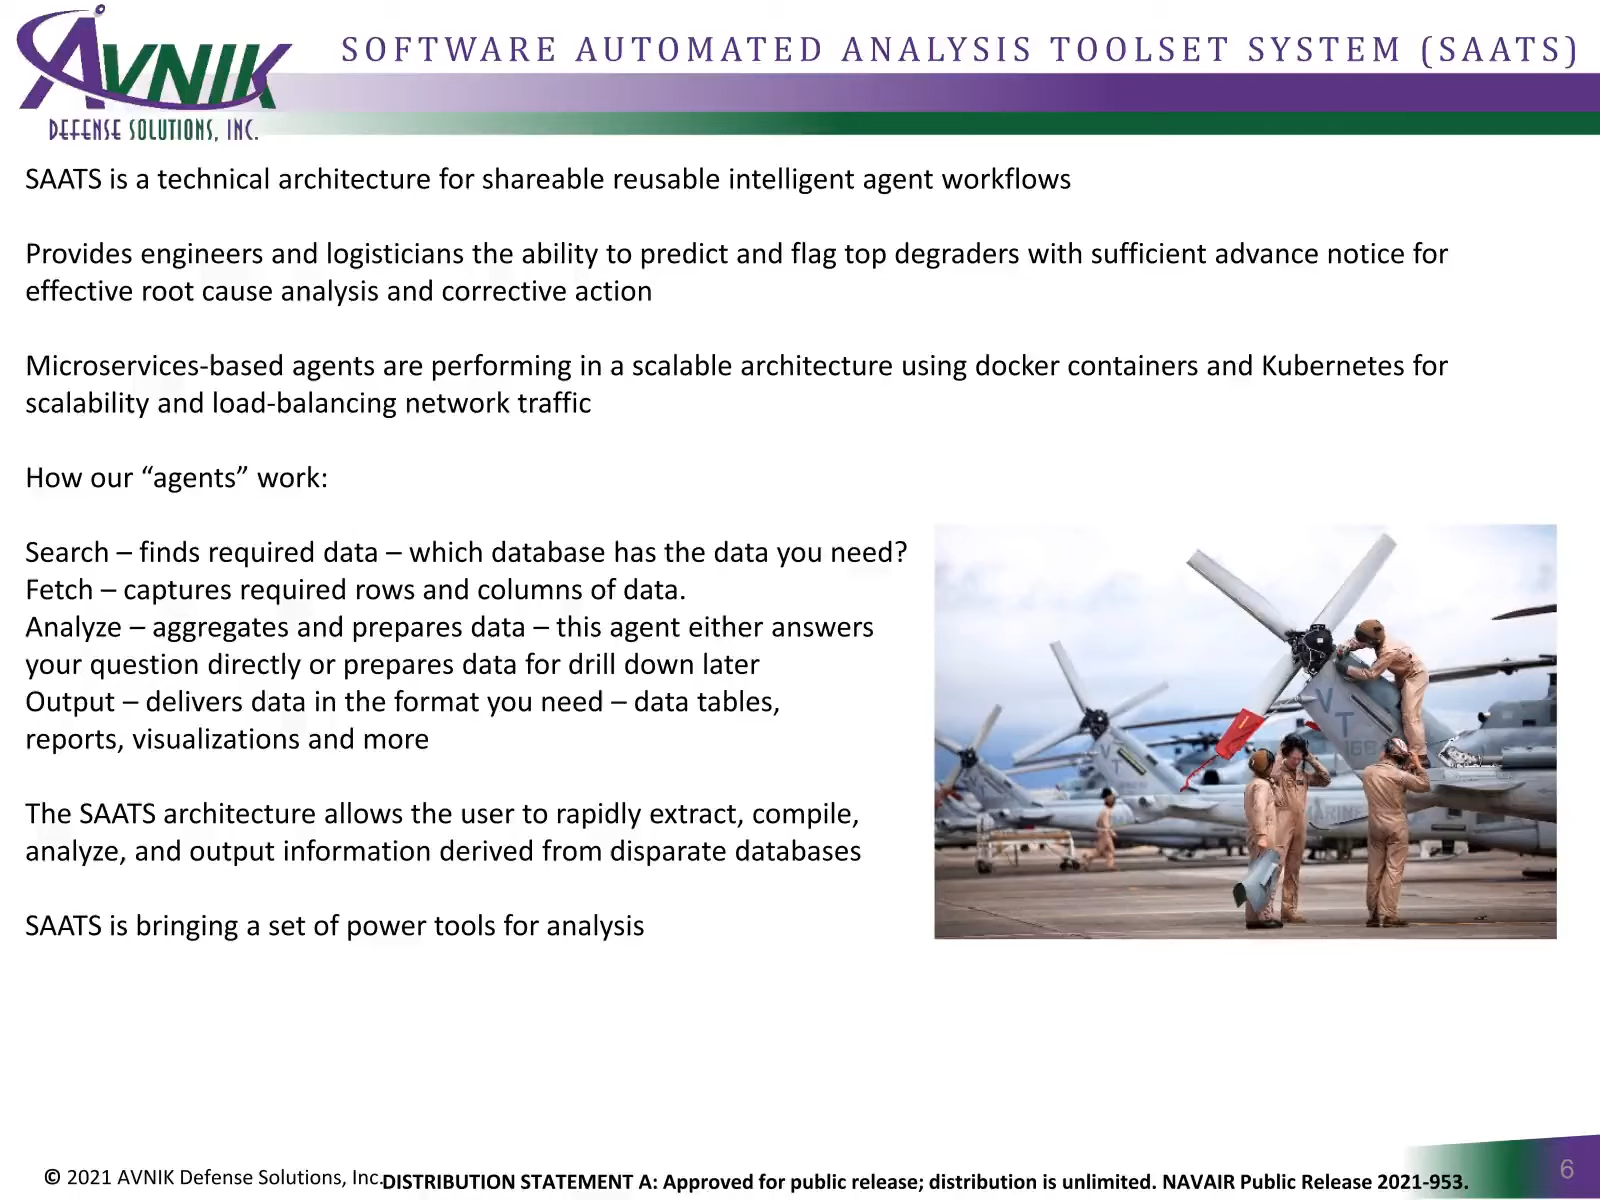 AVNIK
DEFENSE SOLUTIONS, INC.
SOFTWARE AUTOMATED ANALYSIS TOOLSET SYSTEM (SAATS)
SAATS is a technical architecture for shareable reusable intelligent agent workflows
Provides engineers and logisticians the ability to predict and flag top degraders with sufficient advance notice for
effective root cause analysis and corrective action
Microservices-based agents are performing in a scalable architecture using docker containers and Kubernetes for
scalability and load-balancing network traffic
How our “agents” work:
Search – finds required data – which database has the data you need?
Fetch – captures required rows and columns of data.
Analyze – aggregates and prepares data – this agent either answers
your question directly or prepares data for drill down later
Output – delivers data in the format you need – data tables,
reports, visualizations and more
The SAATS architecture allows the user to rapidly extract, compile,
analyze, and output information derived from disparate databases
SAATS is bringing a set of power tools for analysis
V
T
V
T
© 2021 AVNIK Defense Solutions, Inc.
DISTRIBUTION STATEMENT A: Approved for public release; distribution is unlimited. NAVAIR Public Release 2021-953.
6